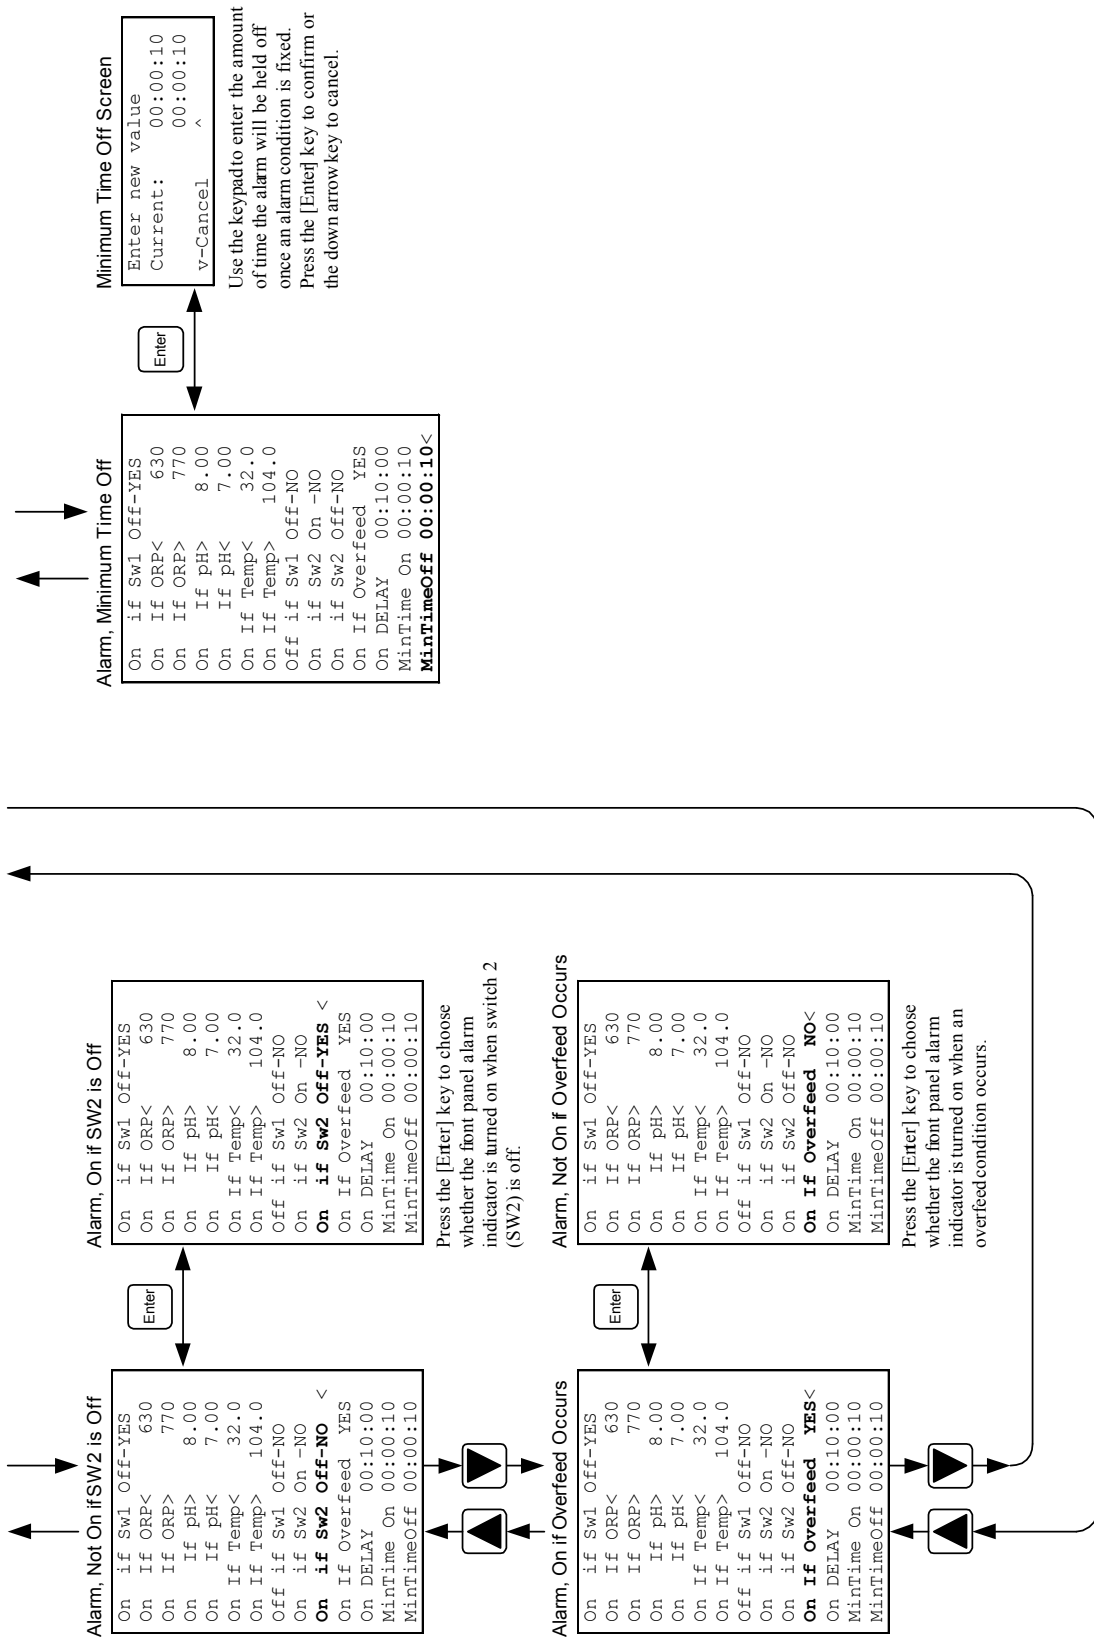 Alarm, Not On ifSW2 is Off
On  if Sw1 Off-YES
On  If ORP<    630
On  If ORP>    770
On   If pH>   8.00
On   If pH<   7.00
On If Temp<   32.0
On If Temp>  104.0
Off if Sw1 Off-NO
On  if Sw2 On -NO
On  if Sw2 Off-NO  <
On If Overfeed  YES
On DELAY   00:10:00
MinTime On 00:00:10
MinTimeOff 00:00:10
Enter
Alarm, On if SW2 is Off
On  if Sw1 Off-YES
On  If ORP<    630
On  If ORP>    770
On   If pH>   8.00
On   If pH<   7.00
On If Temp<   32.0
On If Temp>  104.0
Off if Sw1 Off-NO
On  if Sw2 On -NO
On  if Sw2 Off-YES <
On If Overfeed  YES
On DELAY   00:10:00
MinTime On 00:00:10
MinTimeOff 00:00:10
Press the [Enter] key to choose
whether the front panel alarm
indicator is turned on when switch 2
(SW2) is off.
Alarm, On if Overfeed Occurs
On  if Sw1 Off-YES
On  If ORP<    630
On  If ORP>    770
On   If pH>   8.00
On   If pH<   7.00
On If Temp<   32.0
On If Temp>  104.0
Off if Sw1 Off-NO
On  if Sw2 On -NO
On  if Sw2 Off-NO
On If Overfeed  YES<
On DELAY   00:10:00
MinTime On 00:00:10
MinTimeOff 00:00:10
Enter
Alarm, Not On if Overfeed Occurs
On  if Sw1 Off-YES
On  If ORP<    630
On  If ORP>    770
On   If pH>   8.00
On   If pH<   7.00
On If Temp<   32.0
On If Temp>  104.0
Off if Sw1 Off-NO
On  if Sw2 On -NO
On  if Sw2 Off-NO
On If Overfeed  NO<
On DELAY   00:10:00
MinTime On 00:00:10
MinTimeOff 00:00:10
Press the [Enter] key to choose
whether the front panel alarm
indicator is turned on when an
overfeed condition occurs.
Alarm, Minimum Time Off
On  if Sw1 Off-YES
On  If ORP<    630
On  If ORP>    770
On   If pH>   8.00
On   If pH<   7.00
On If Temp<   32.0
On If Temp>  104.0
Off if Sw1 Off-NO
On  if Sw2 On -NO
On  if Sw2 Off-NO
On If Overfeed  YES
On DELAY   00:10:00
MinTime On 00:00:10
MinTimeOff 00:00:10<
Enter
Minimum Time Off Screen
Enter new value
Current:   00:00:10
00:00:10
v-Cancel   ^
Use the keypad to enter the amount
of time the alarm will be held off
once an alarm condition is fixed.
Press the [Enter] key to confirm or
the down arrow key to cancel.